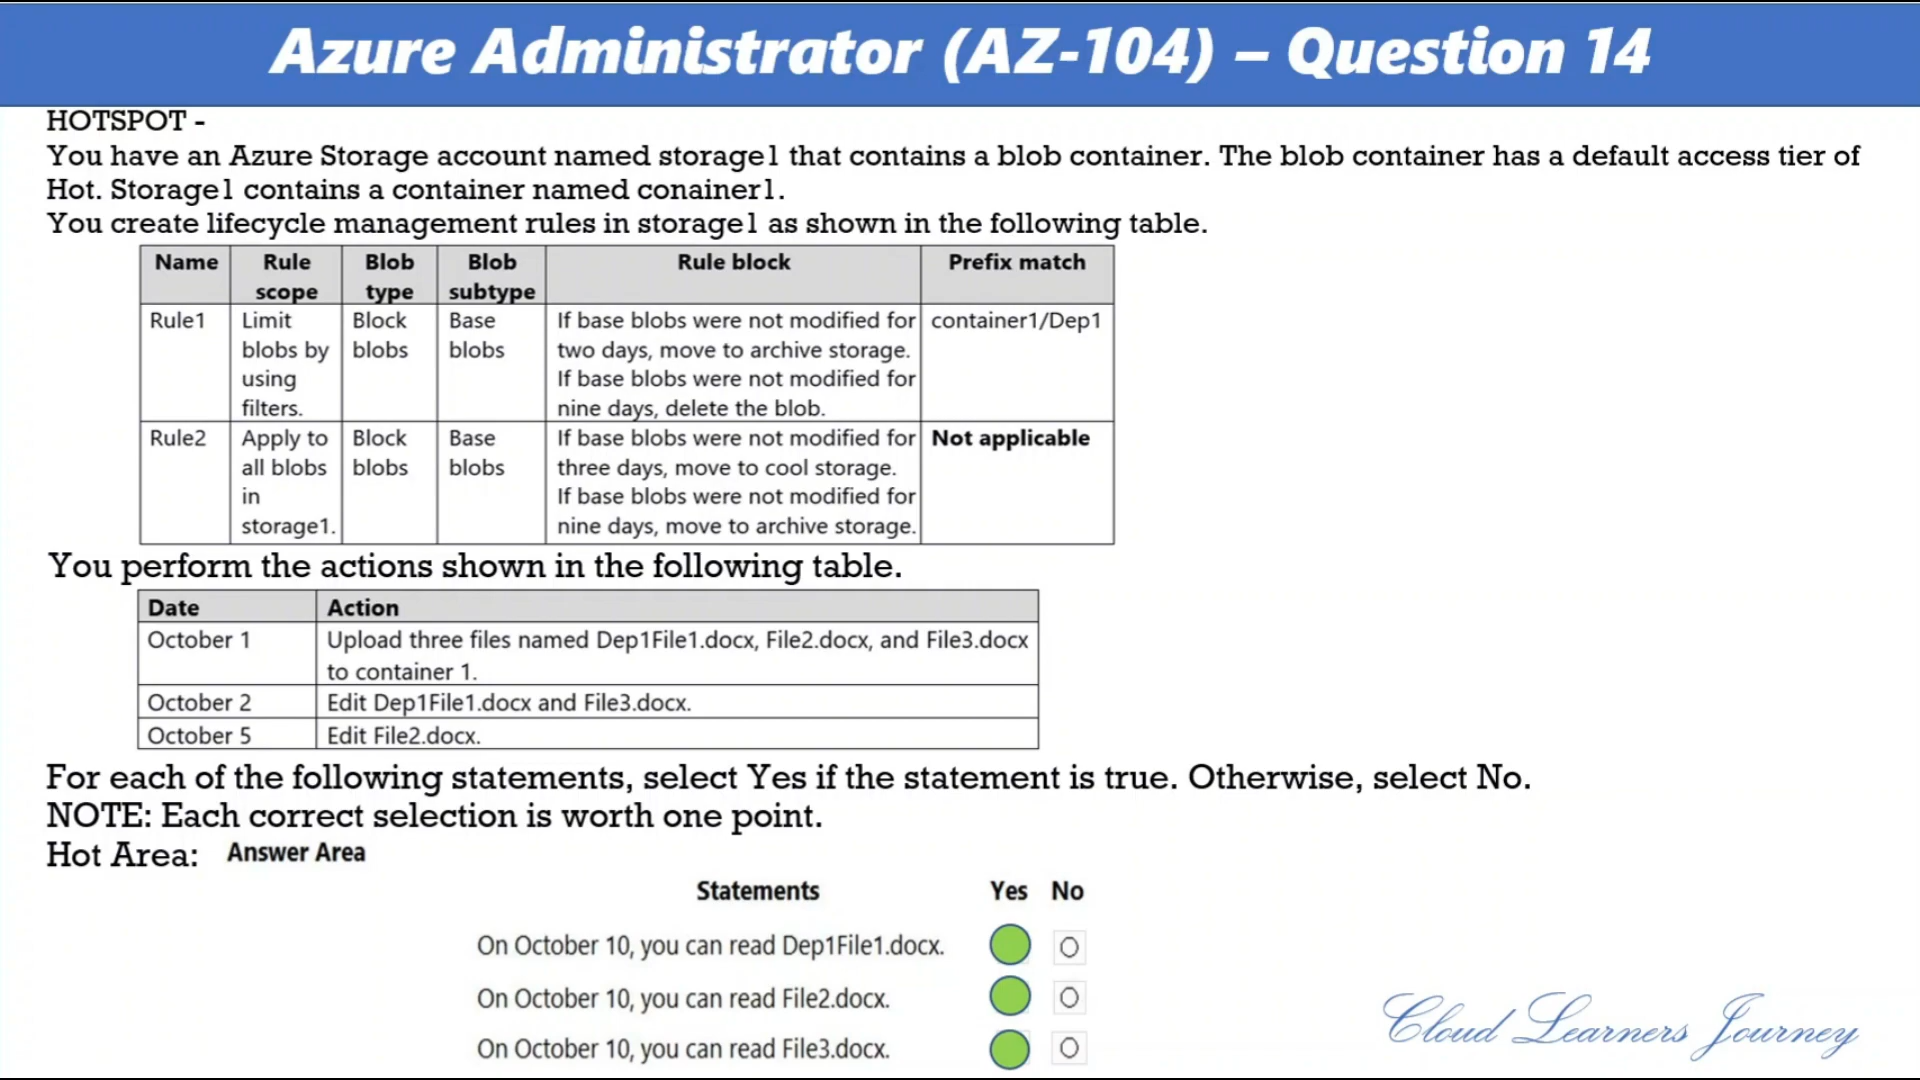 Azure Administrator (AZ-104) – Question 14
HOTSPOT -
You have an Azure Storage account named storage1 that contains a blob container. The blob container has a default access tier of
Hot. Storage1 contains a container named conainer1.
You create lifecycle management rules in storage1 as shown in the following table.
Name Rule scope Blob type Blob subtype Rule block Prefix match
Rule1 Limit blobs by using filters. Block blobs Base blobs If base blobs were not modified for two days, move to archive storage. If base blobs were not modified for nine days, delete the blob. container1/Dep1
Rule2 Apply to all blobs in storage1. Block blobs Base blobs If base blobs were not modified for three days, move to cool storage. If base blobs were not modified for nine days, move to archive storage. Not applicable
You perform the actions shown in the following table.
Date Action
October 1 Upload three files named Dep1File1.docx, File2.docx, and File3.docx
to container 1.
October 2 Edit Dep1File1.docx and File3.docx.
October 5 Edit File2.docx.
For each of the following statements, select Yes if the statement is true. Otherwise, select No.
NOTE: Each correct selection is worth one point.
Hot Area: Answer Area
Statements Yes No
On October 10, you can read Dep1File1.docx.
On October 10, you can read File2.docx.
On October 10, you can read File3.docx.
Cloud Learners Journey